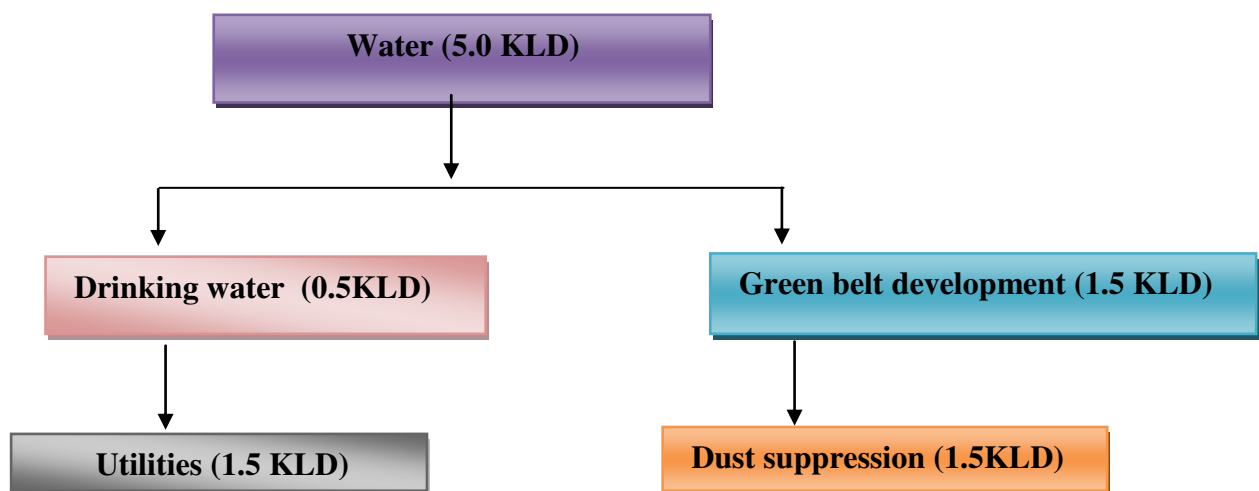 Water (5.0 KLD)
Drinking water (0.5KLD)
Green belt development (1.5 KLD)
Utilities (1.5 KLD)
Dust suppression (1.5KLD)